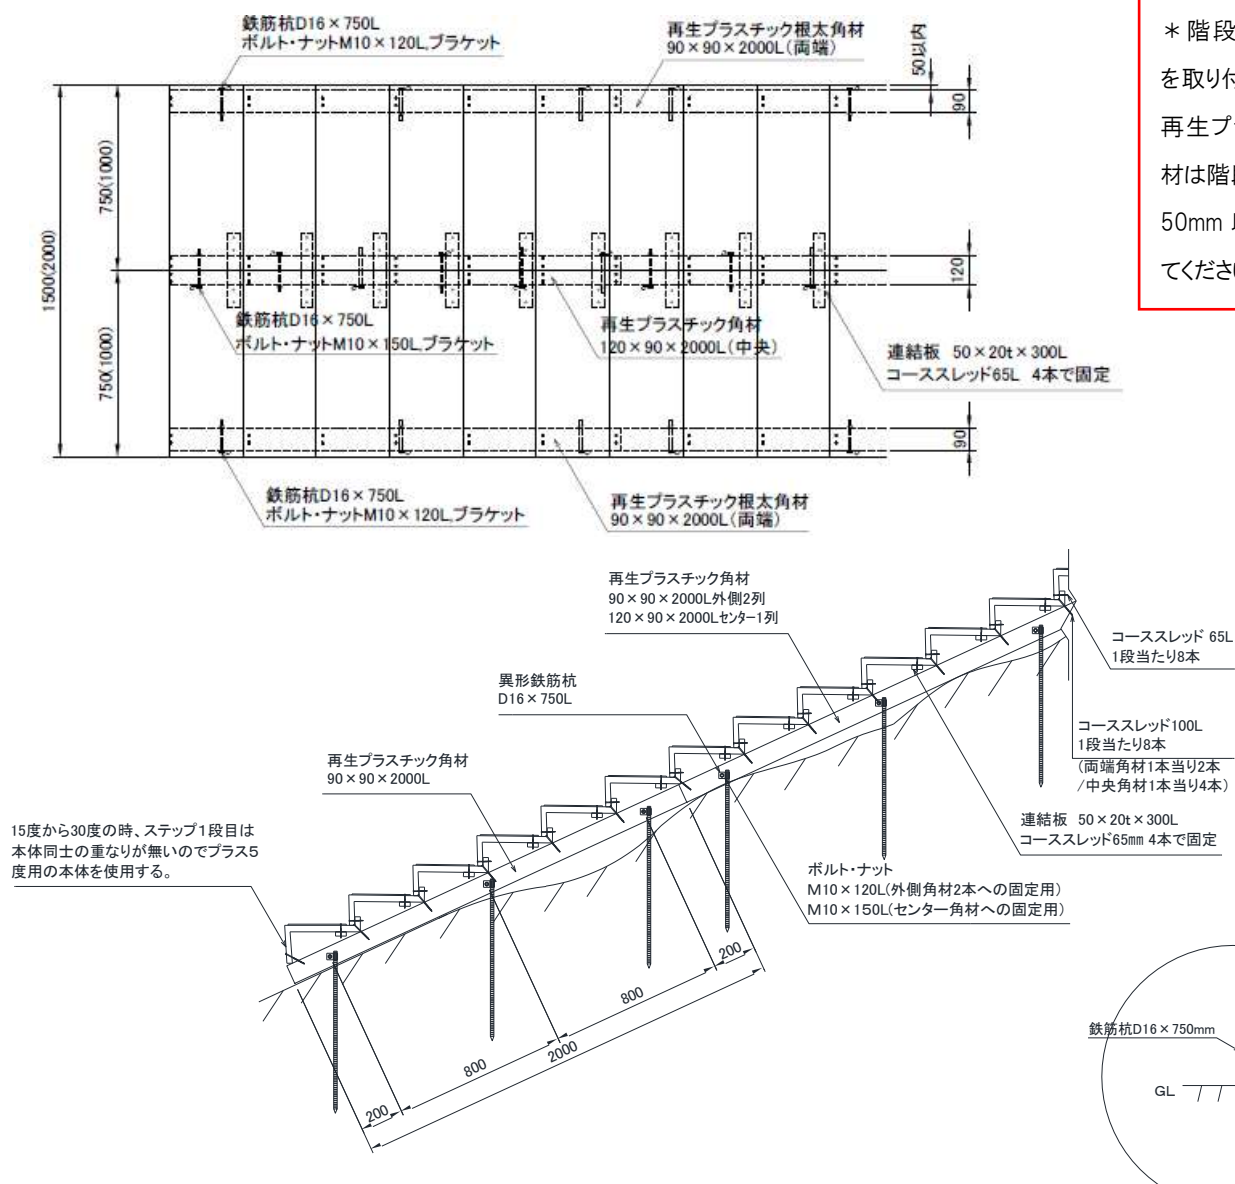 鉄筋杭D16×750L
ボルト・ナットM10×120L,ブラケット
再生プラスチック根太角材
90×90×2000L(両端)
50以内
90
＊階段
を取り付
再生プ
材は階
50mm
てくださ
750(1000)
1500(2000)
120
鉄筋杭D16×750L
ボルト・ナットM10×150L,ブラケット
再生プラスチック角材
120×90×2000L(中央)
連結板 50×20t×300L
コーススレッド65L 4本で固定
750(1000)
90
鉄筋杭D16×750L
ボルト・ナットM10×120L,ブラケット
再生プラスチック根太角材
90×90×2000L(両端)
再生プラスチック角材
90×90×2000L外側2列
120×90×2000Lセンター1列
コーススレッド 65L
1段当たり8本
異形鉄筋杭
D16×750L
コーススレッド100L
1段当たり8本
(両端角材1本当り2本
/中央角材1本当り4本)
再生プラスチック角材
90×90×2000L
15度から30度の時、ステップ1段目は
本体同士の重なりが無いのでプラス5
度用の本体を使用する。
連結板 50×20t×300L
コーススレッド65mm 4本で固定
ボルト・ナット
M10×120L(外側角材2本への固定用)
M10×150L(センター角材への固定用)
200
800
2000
800
200
鉄筋杭D16×750mm
GL